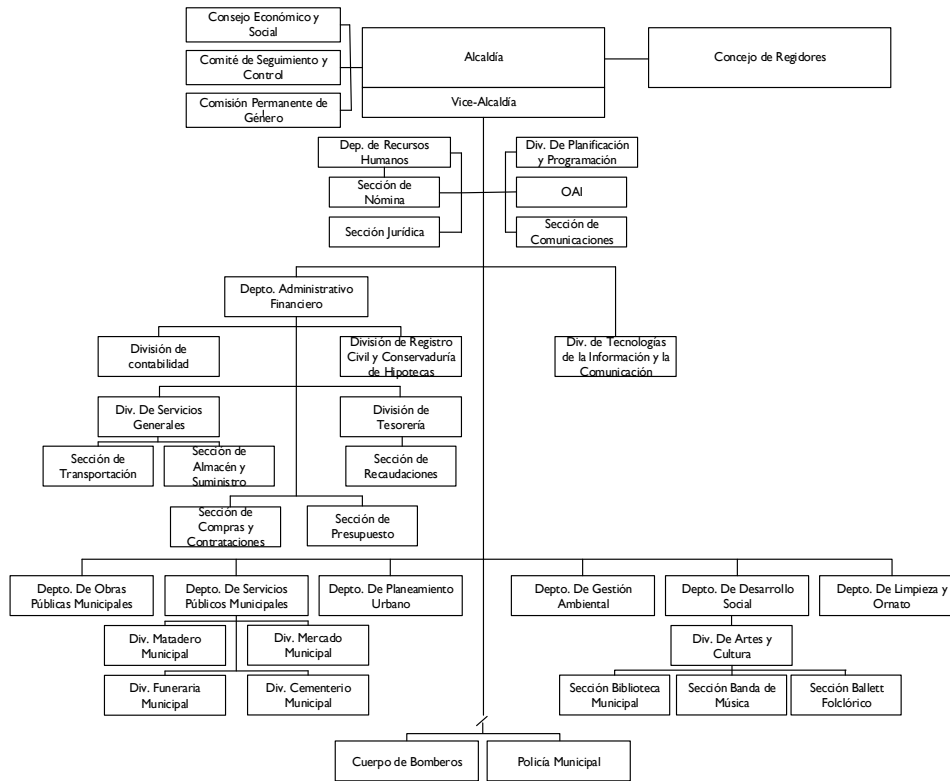 Consejo Económico y
Social
Comité de Seguimiento y
Control
Comisión Permanente de
Género
Alcaldía
Vice-Alcaldía
Concejo de Regidores
Dep. de Recursos
Humanos
Sección de
Nómina
Sección Jurídica
Div. De Planificación
y Programación
OAI
Sección de
Comunicaciones
Depto. Administrativo
Financiero
División de
contabilidad
División de Registro
Civil y Conservaduría
de Hipotecas
Div. de Tecnologías
de la Información y la
Comunicación
Div. De Servicios
Generales
División de
Tesorería
Sección de
Transportación
Sección de
Almacén y
Suministro
Sección de
Recaudaciones
Sección de
Compras y
Contrataciones
Sección de
Presupuesto
Depto. De Obras
Públicas Municipales
Depto. De Servicios
Públicos Municipales
Depto. De Planeamiento
Urbano
Depto. De Gestión
Ambiental
Depto. De Desarrollo
Social
Depto. De Limpieza y
Ornato
Div. Matadero
Municipal
Div. Mercado
Municipal
Div. Funeraria
Municipal
Div. Cementerio
Municipal
Div. De Artes y
Cultura
Sección Biblioteca
Municipal
Sección Banda de
Música
Sección Ballett
Folclórico
Cuerpo de Bomberos
Policía Municipal